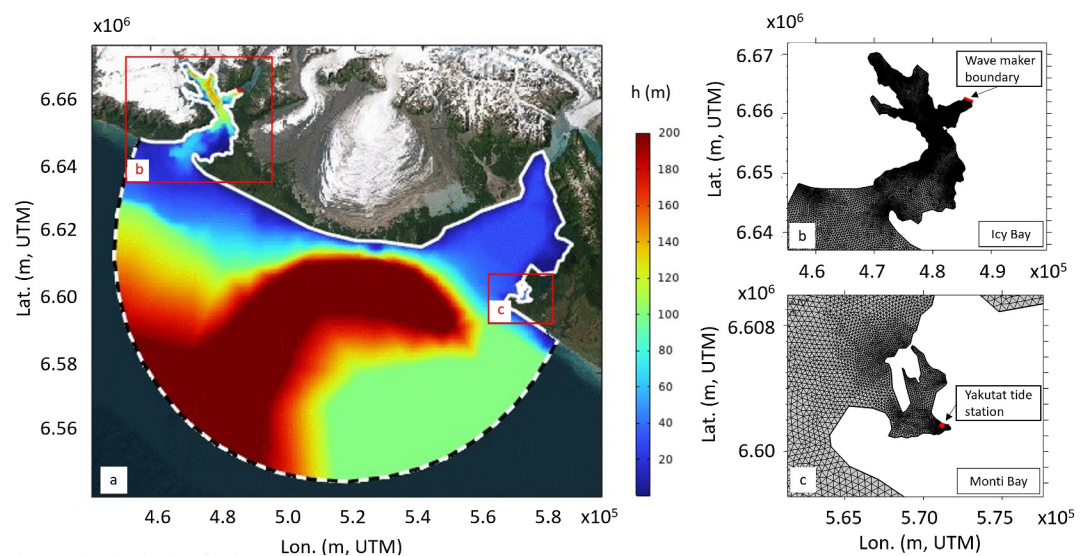 x10⁶
6.66
6.64
6.62
6.60
6.58
6.56
Lat. (m, UTM)
b
c
a
4.6
4.8
5.0
5.2
5.4
5.6
5.8
x10⁵
Lon. (m, UTM)
h (m)
200
180
160
140
120
100
80
60
40
20
x10⁶
6.67
6.66
6.65
6.64
Lat. (m, UTM)
Wave maker
boundary
b
Icy Bay
4.6
4.7
4.8
4.9
x10⁵
x10⁶
6.608
6.60
Lat. (m, UTM)
Yakutat tide
station
c
Monti Bay
5.65
5.70
5.75
x10⁵
Lon. (m, UTM)